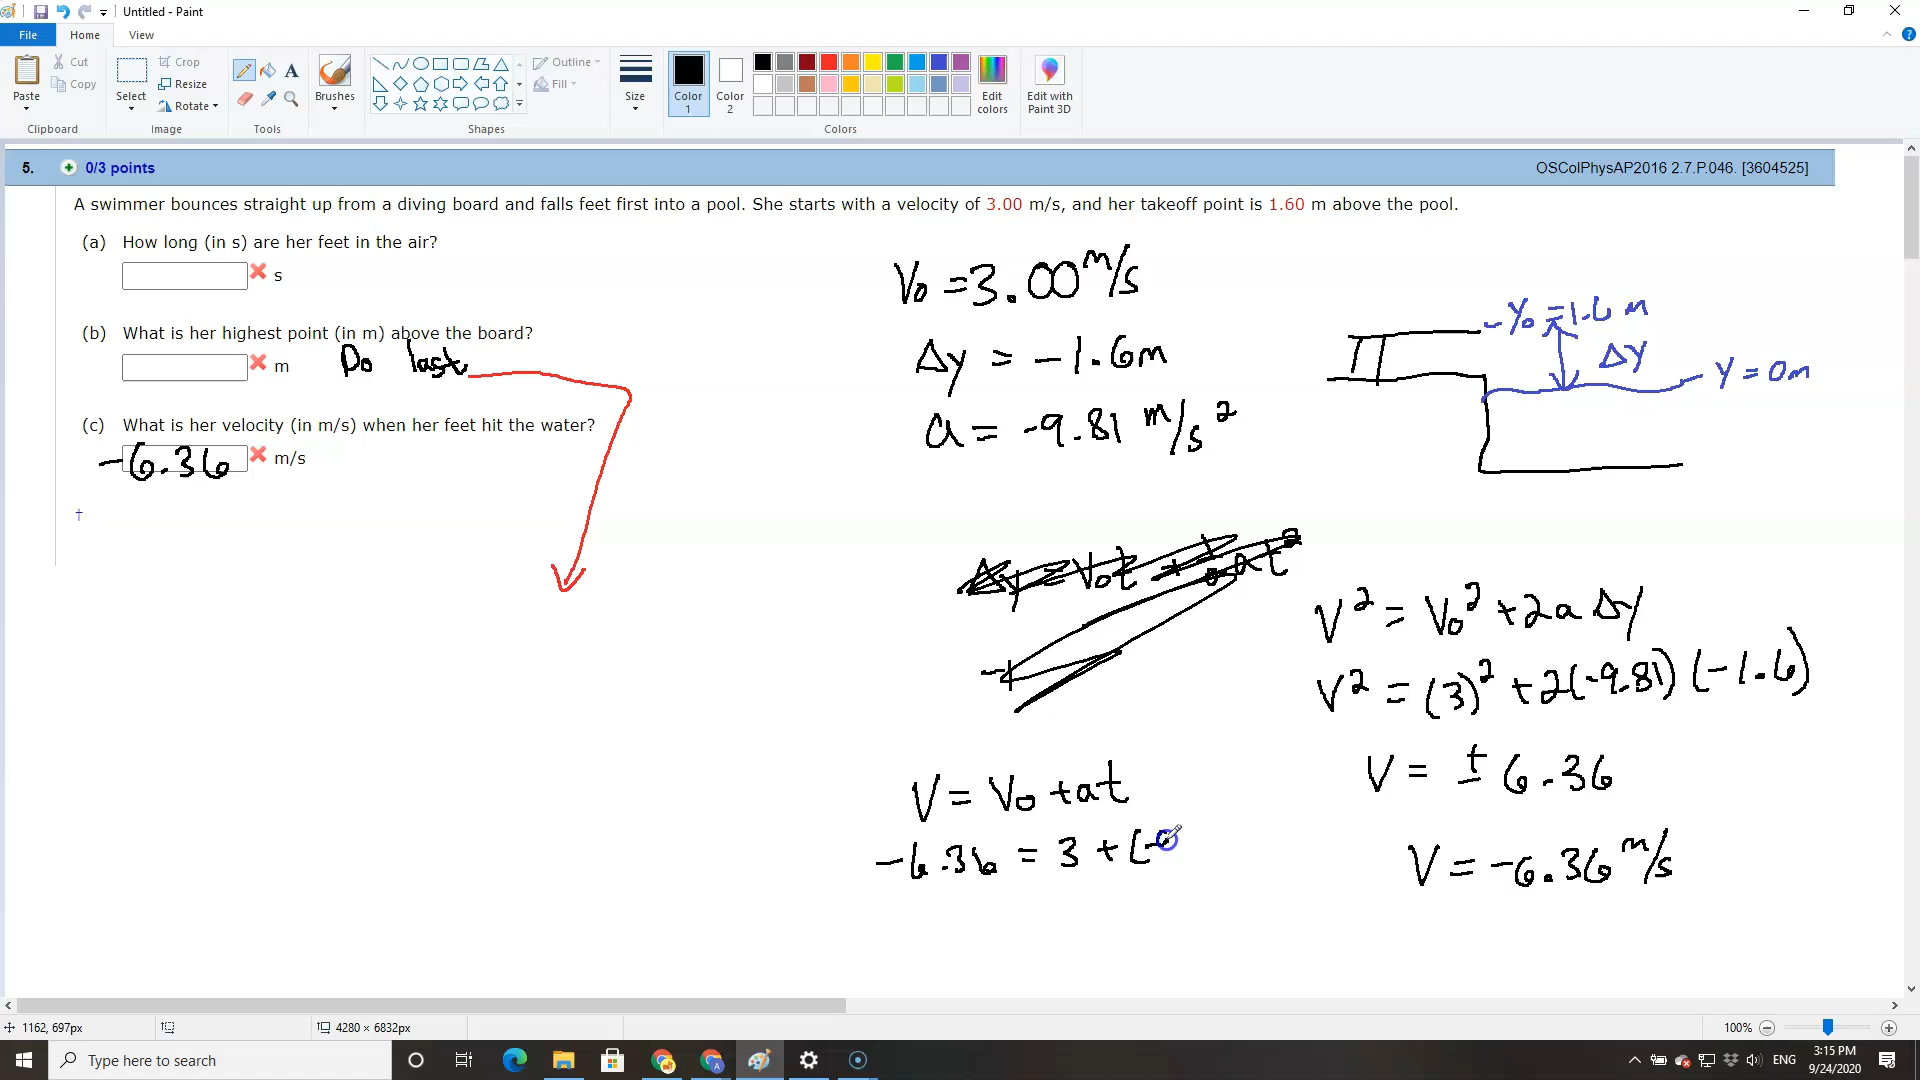 Untitled - Paint
File Home View
Paste Cut Copy Clipboard
Select Crop Resize Rotate Image
Tools
Brushes
Shapes
Outline Fill
Size
Color 1
Color 2
Edit colors
Colors
Edit with Paint 3D
5. 0/3 points OSColPhysAP2016 2.7.P.046. [3604525]
A swimmer bounces straight up from a diving board and falls feet first into a pool. She starts with a velocity of 3.00 m/s, and her takeoff point is 1.60 m above the pool.
(a) How long (in s) are her feet in the air?
s
(b) What is her highest point (in m) above the board?
m Do last
(c) What is her velocity (in m/s) when her feet hit the water?
-6.36 m/s
V₀ = 3.00 m/s
Δy = -1.6m
a = -9.81 m/s²
- y₀ = 1.6 m
Δy
y = 0m
Δy = V₀t + at²
V² = V₀² + 2a Δy
V² = (3)² + 2(-9.81)(-1.6)
V = ± 6.36
V = -6.36 m/s
V = V₀ + at
-6.36 = 3 + (-
1162, 697px
4280 × 6832px
100%
Type here to search
ENG
3:15 PM
9/24/2020